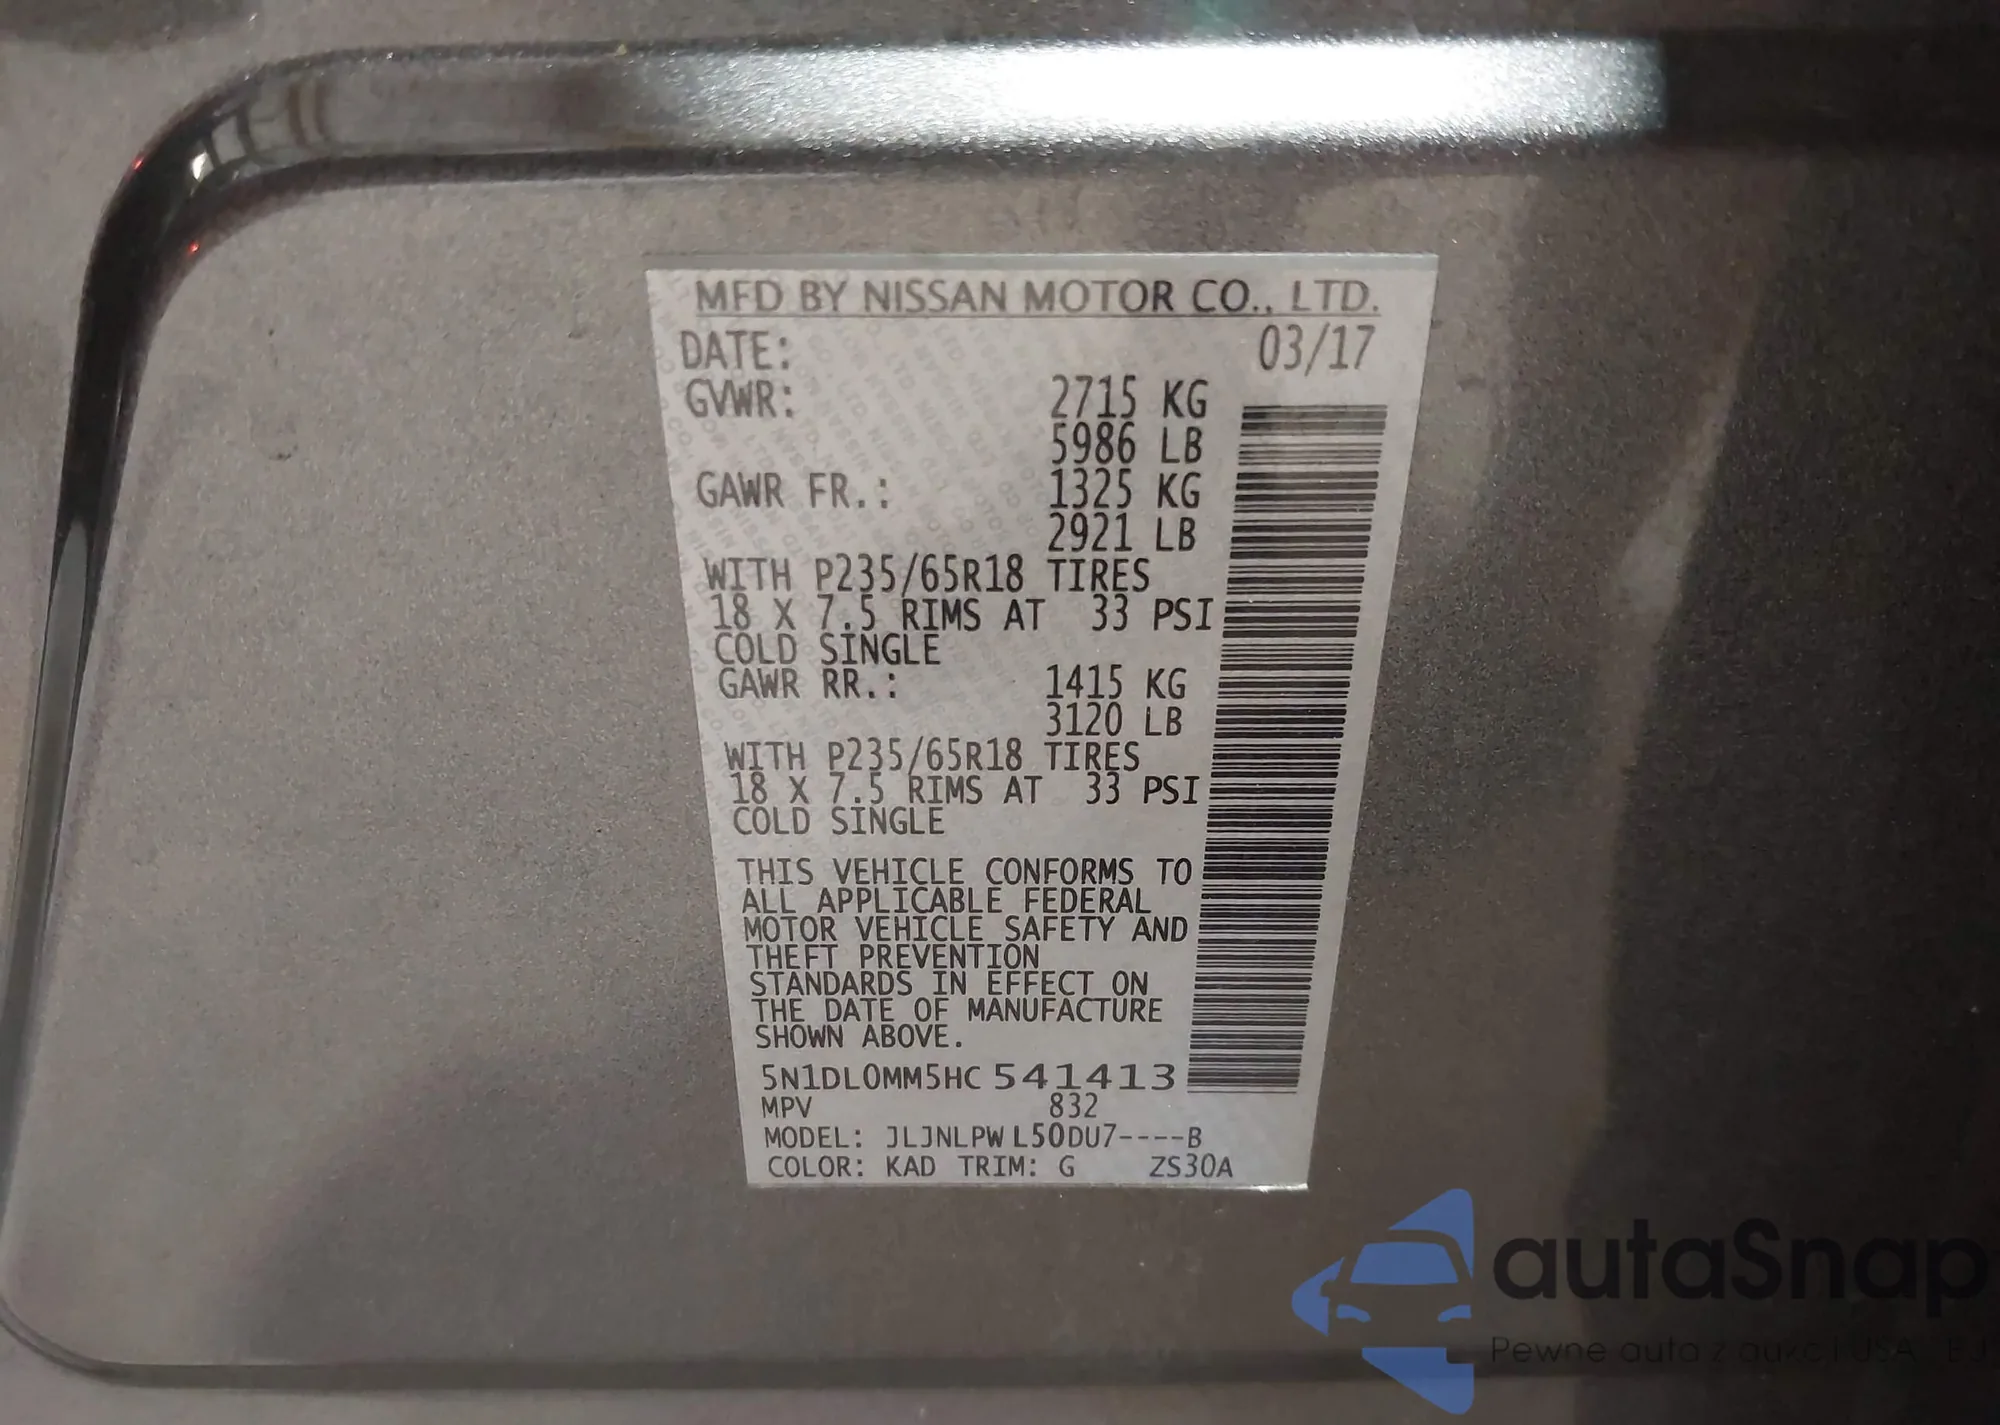 MFD BY NISSAN MOTOR CO., LTD.
DATE: 03/17
GVWR: 2715 KG
5986 LB
GAWR FR.: 1325 KG
2921 LB
WITH P235/65R18 TIRES
18 X 7.5 RIMS AT 33 PSI
COLD SINGLE
GAWR RR.: 1415 KG
3120 LB
WITH P235/65R18 TIRES
18 X 7.5 RIMS AT 33 PSI
COLD SINGLE
THIS VEHICLE CONFORMS TO
ALL APPLICABLE FEDERAL
MOTOR VEHICLE SAFETY AND
THEFT PREVENTION
STANDARDS IN EFFECT ON
THE DATE OF MANUFACTURE
SHOWN ABOVE.
5N1DL0MM5HC 541413
MPV 832
MODEL: JLJNLPW L50DU7----B
COLOR: KAD TRIM: G ZS30A
autaSnap
Pewne auta z aukcji USA